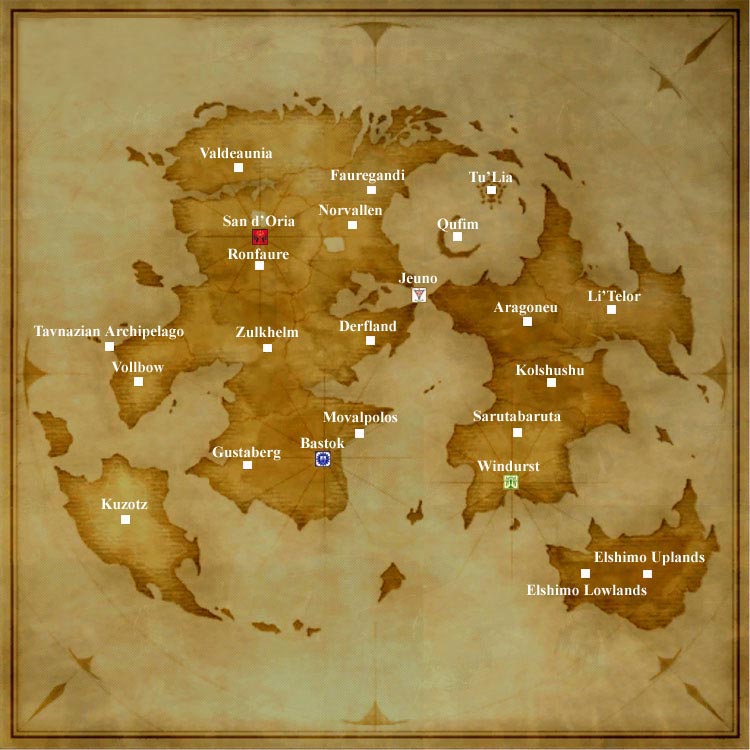 Valdeaunia
Fauregandi
Tu'Lia
Norvallen
San d'Oria
Qufim
Ronfaure
Jeuno
Li'Telor
Aragoneu
Tavnazian Archipelago
Zulkhelm
Derfland
Vollbow
Kolshushu
Movalpolos
Sarutabaruta
Bastok
Gustaberg
Windurst
Kuzotz
Elshimo Uplands
Elshimo Lowlands